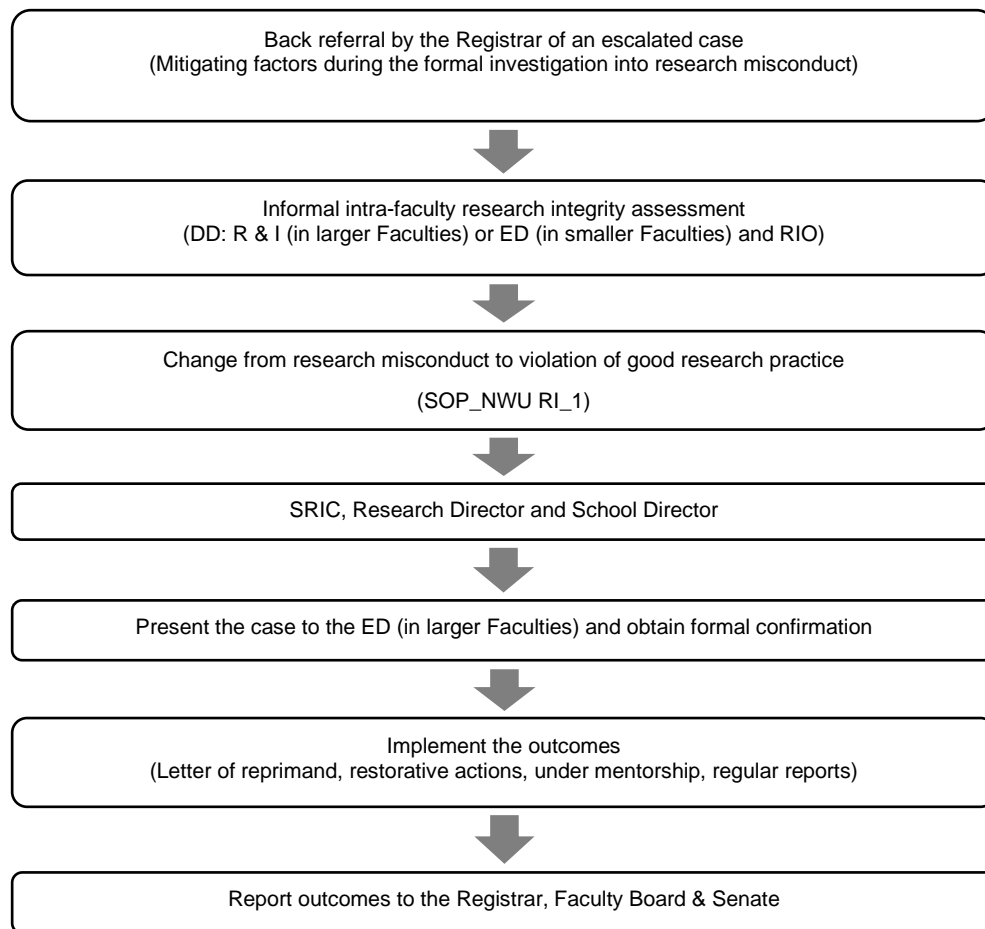 Back referral by the Registrar of an escalated case
(Mitigating factors during the formal investigation into research misconduct)
Informal intra-faculty research integrity assessment
(DD: R & I (in larger Faculties) or ED (in smaller Faculties) and RIO)
Change from research misconduct to violation of good research practice
(SOP_NWU RI_1)
SRIC, Research Director and School Director
Present the case to the ED (in larger Faculties) and obtain formal confirmation
Implement the outcomes
(Letter of reprimand, restorative actions, under mentorship, regular reports)
Report outcomes to the Registrar, Faculty Board & Senate